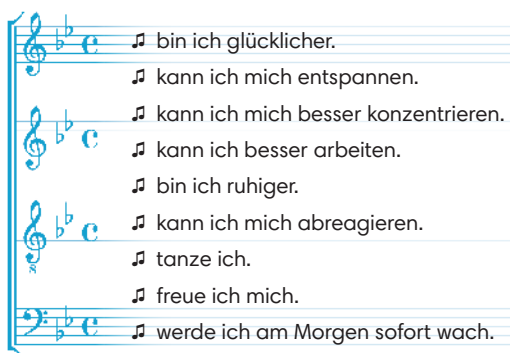 ♫ bin ich glücklicher.
♫ kann ich mich entspannen.
♫ kann ich mich besser konzentrieren.
♫ kann ich besser arbeiten.
♫ bin ich ruhiger.
♫ kann ich mich abreagieren.
♫ tanze ich.
♫ freue ich mich.
♫ werde ich am Morgen sofort wach.